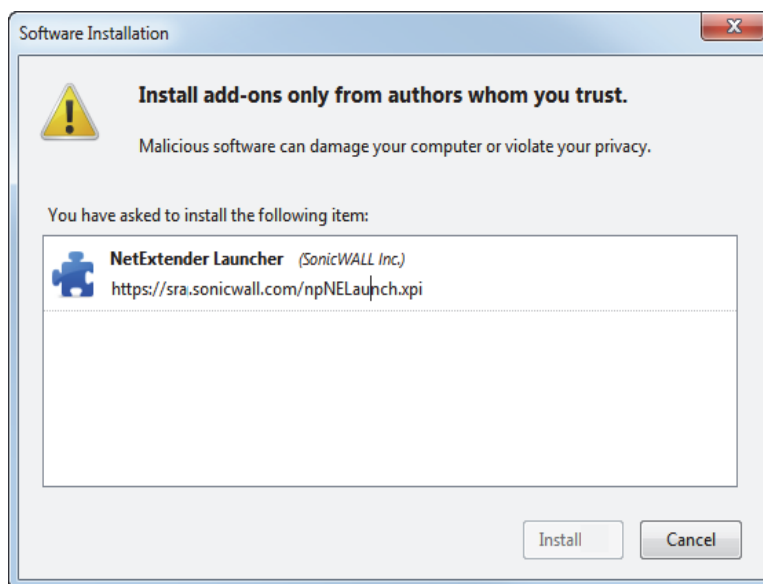 Software Installation
Install add-ons only from authors whom you trust.
Malicious software can damage your computer or violate your privacy.
You have asked to install the following item:
NetExtender Launcher (SonicWALL Inc.)
https://sra.sonicwall.com/npNELaunch.xpi
Install Cancel